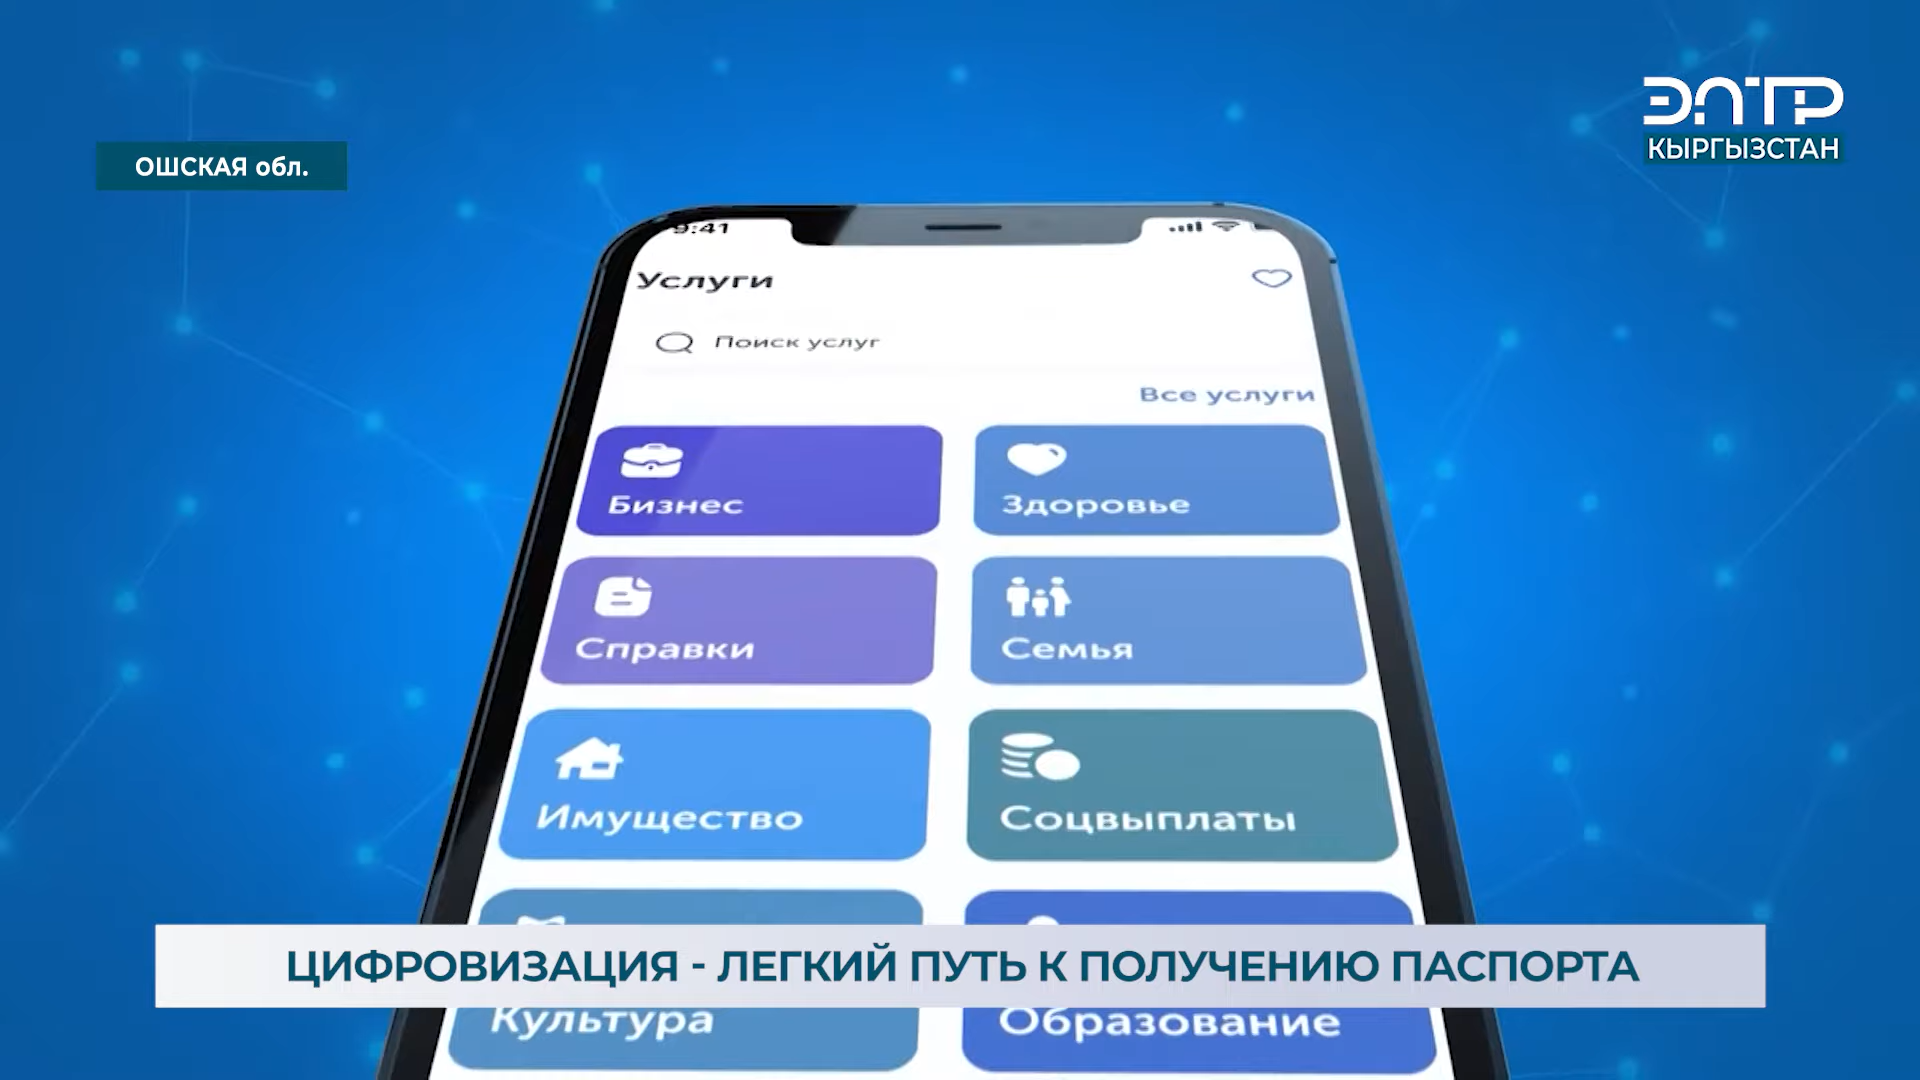 ЭЛТР
КЫРГЫЗСТАН
ОШСКАЯ обл.
9:41
Услуги
Поиск услуг
Все услуги
Бизнес
Здоровье
Справки
Семья
Имущество
Соцвыплаты
ЦИФРОВИЗАЦИЯ - ЛЕГКИЙ ПУТЬ К ПОЛУЧЕНИЮ ПАСПОРТА
Культура
Образование